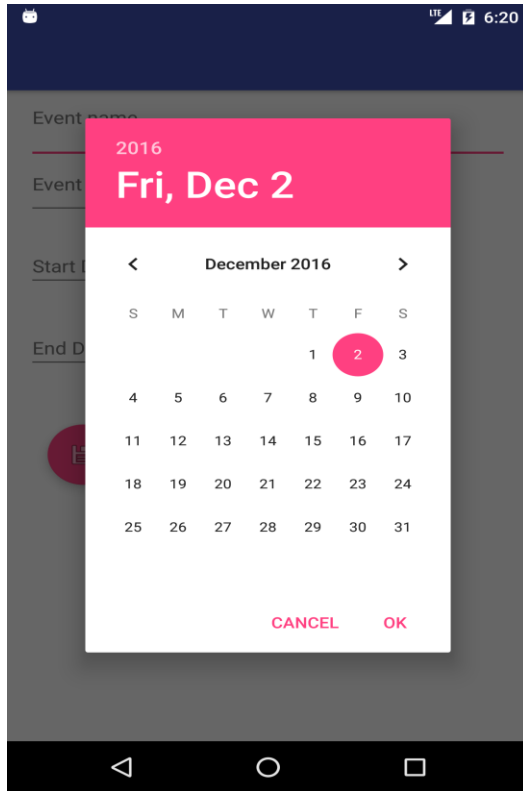 LTE 6:20
Event name
2016
Fri, Dec 2
Event
Start
December 2016
S M T W T F S
1 2 3
4 5 6 7 8 9 10
11 12 13 14 15 16 17
18 19 20 21 22 23 24
25 26 27 28 29 30 31
End D
CANCEL OK